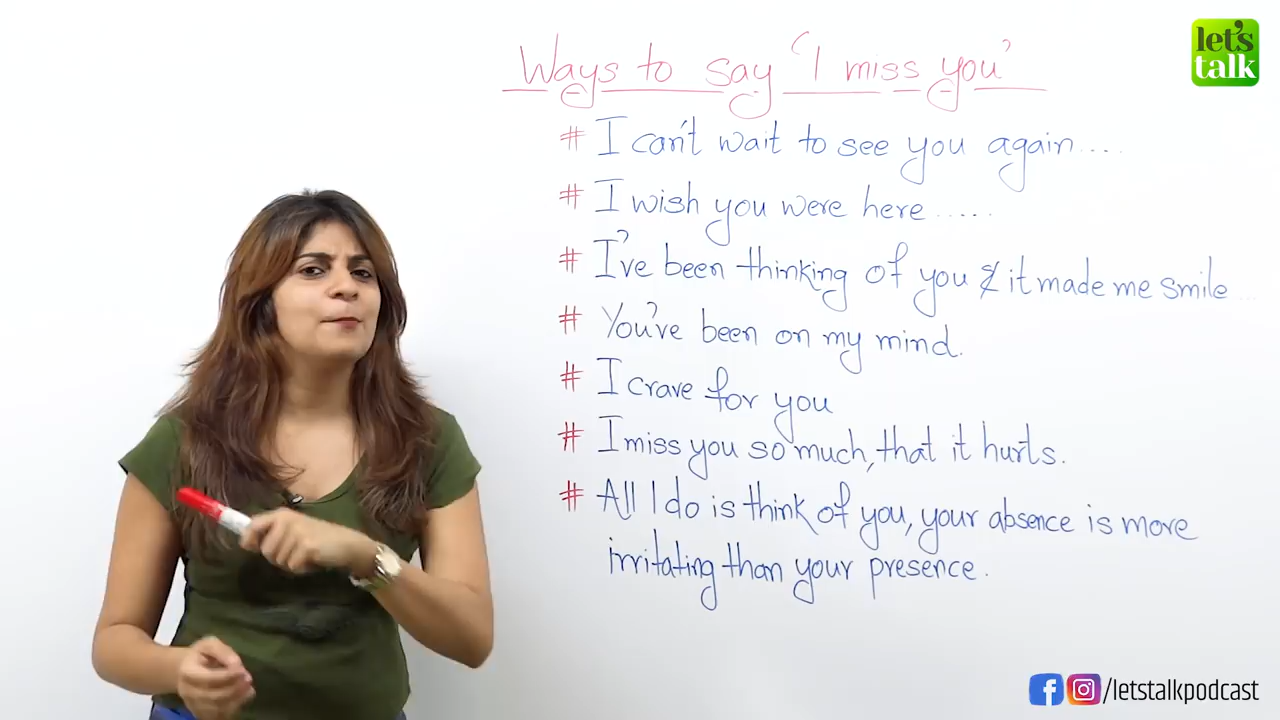 Ways to say 'I miss you'
let's
talk
# I can't wait to see you again....
# I wish you were here.....
# I've been thinking of you & it made me smile...
# You've been on my mind.
# I crave for you
# I miss you so much, that it hurts.
# All I do is think of you, your absence is more
irritating than your presence.
/letstalkpodcast